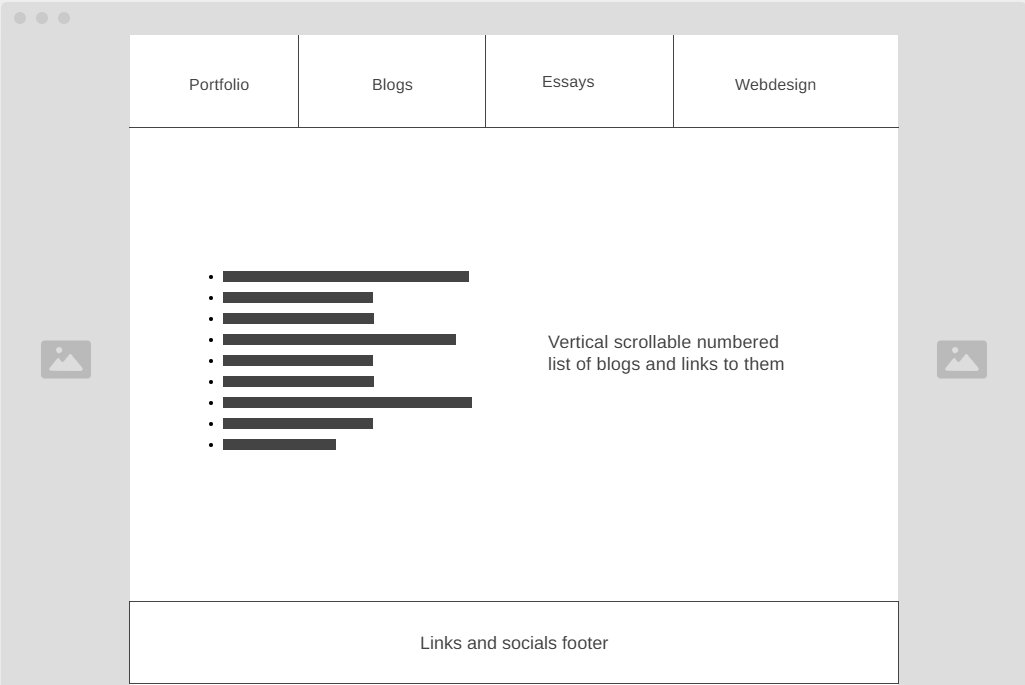 Portfolio
Blogs
Essays
Webdesign
Vertical scrollable numbered
list of blogs and links to them
Links and socials footer